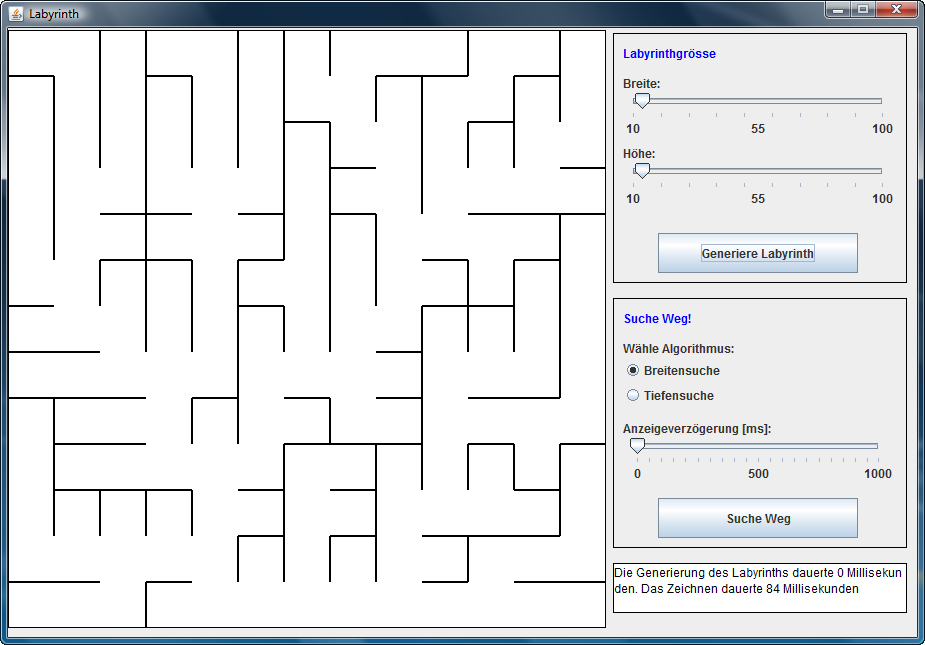 Labyrinth
Labyrinthgrösse
Breite:
10 55 100
Höhe:
10 55 100
Generiere Labyrinth
Suche Weg!
Wähle Algorithmus:
Breitensuche
Tiefensuche
Anzeigeverzögerung [ms]:
0 500 1000
Suche Weg
Die Generierung des Labyrinths dauerte 0 Millisekun
den. Das Zeichnen dauerte 84 Millisekunden